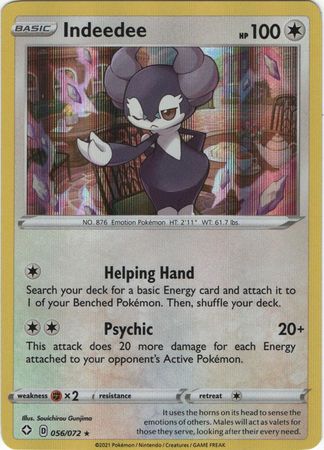 BASIC
Indeedee
HP 100
NO. 876 Emotion Pokémon HT: 2'11" WT: 61.7 lbs.
Helping Hand
Search your deck for a basic Energy card and attach it to
1 of your Benched Pokémon. Then, shuffle your deck.
Psychic 20+
This attack does 20 more damage for each Energy
attached to your opponent's Active Pokémon.
weakness ×2 resistance retreat
Illus. Souichirou Gunjima
D 056/072 ★
It uses the horns on its head to sense the
emotions of others. Males will act as valets for
those they serve, looking after their every need.
©2021 Pokémon / Nintendo / Creatures / GAME FREAK